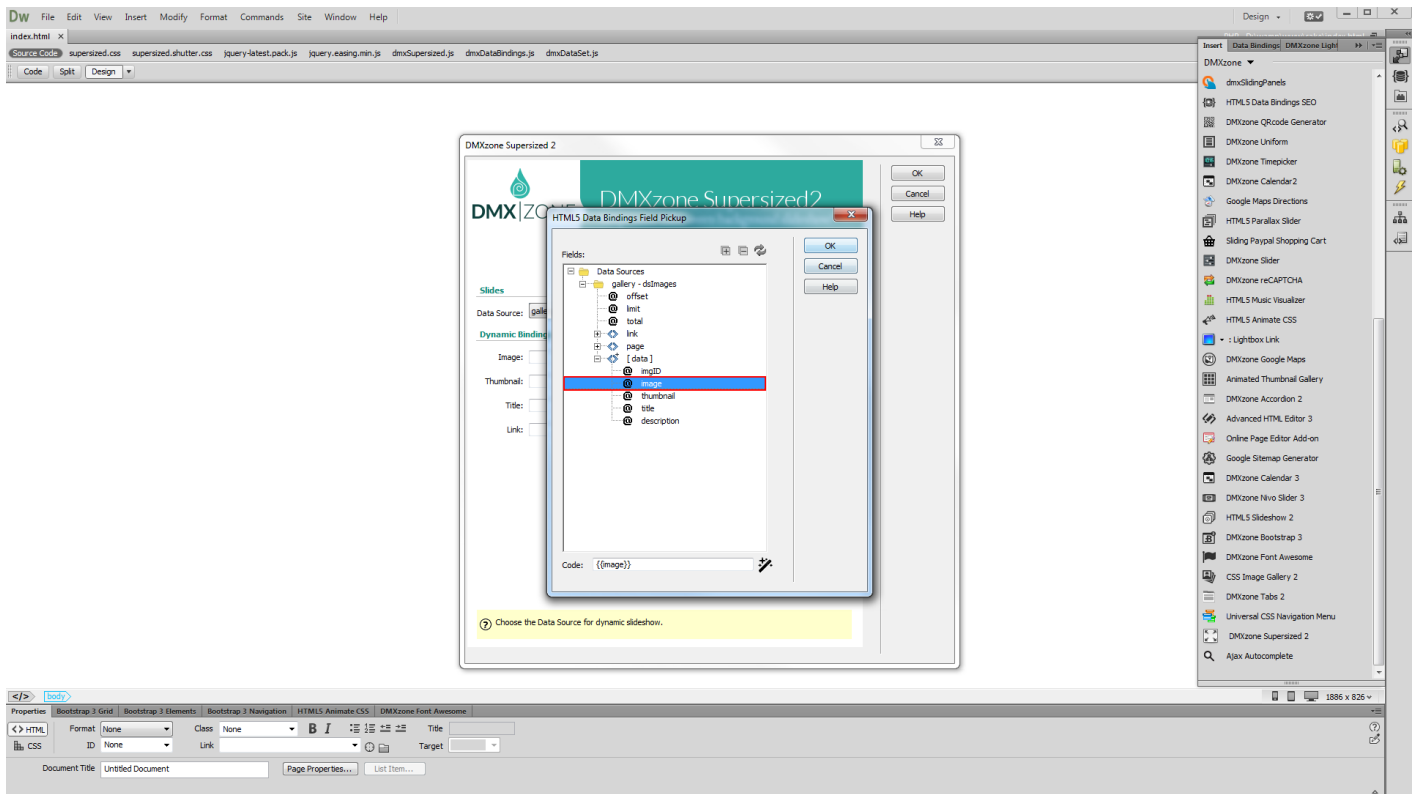 Dw File Edit View Insert Modify Format Commands Site Window Help
Design
index.html ×
Source Code supersized.css supersized.shutter.css jquery-latest.pack.js jquery.easing.min.js dmxSupersized.js dmxDataBindings.js dmxDataSet.js
Code Split Design
Insert Data Bindings DMXzone Light
DMXzone
dmxSlidingPanels
HTML5 Data Bindings SEO
DMXzone QRcode Generator
DMXzone Uniform
DMXzone Timepicker
DMXzone Calendar2
Google Maps Directions
HTML5 Parallax Slider
Sliding Paypal Shopping Cart
DMXzone Slider
DMXzone reCAPTCHA
HTML5 Music Visualizer
HTML5 Animate CSS
: Lightbox Link
DMXzone Google Maps
Animated Thumbnail Gallery
DMXzone Accordion 2
Advanced HTML Editor 3
Online Page Editor Add-on
Google Sitemap Generator
DMXzone Calendar 3
DMXzone Nivo Slider 3
HTML5 Slideshow 2
DMXzone Bootstrap 3
DMXzone Font Awesome
CSS Image Gallery 2
DMXzone Tabs 2
Universal CSS Navigation Menu
DMXzone Supersized 2
Ajax Autocomplete
DMXzone Supersized 2
DMXzone Supersized2
OK
Cancel
Help
Slides
Data Source:
Image:
Thumbnail:
Title:
Link:
Choose the Data Source for dynamic slideshow.
HTML5 Data Bindings Field Pickup
Fields:
Data Sources
gallery - dsImages
@ offset
@ limit
@ total
link
page
[ data ]
@ imgID
@ image
@ thumbnail
@ title
@ description
Code: {{image}}
OK
Cancel
Help
</> body
1886 x 826
Properties Bootstrap 3 Grid Bootstrap 3 Elements Bootstrap 3 Navigation HTML5 Animate CSS DMXzone Font Awesome
<> HTML Format None Class None B I Title
CSS ID None Link Target
Document Title Untitled Document Page Properties... List Item...